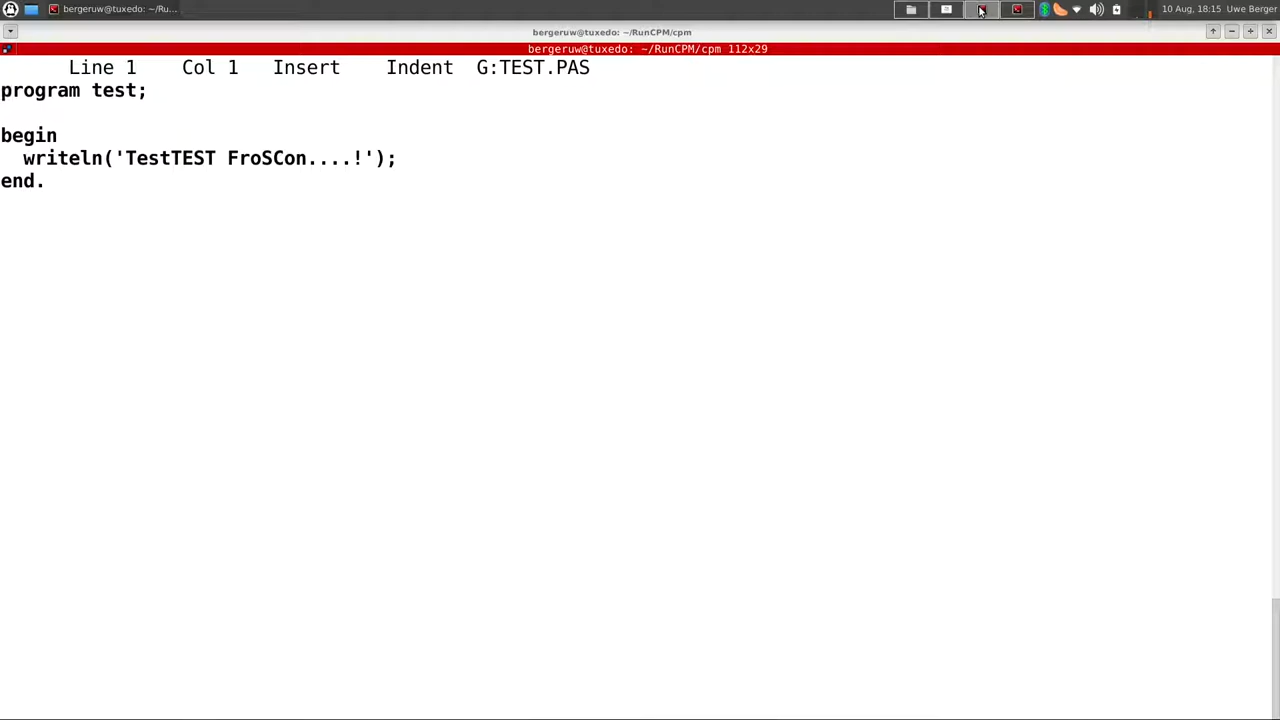 bergeruw@tuxedo: ~/Ru...
10 Aug, 18:15 Uwe Berger
bergeruw@tuxedo: ~/RunCPM/cpm
bergeruw@tuxedo: ~/RunCPM/cpm 112x29
Line 1 Col 1 Insert Indent G:TEST.PAS
program test;
begin
writeln('TestTEST FroSCon....!');
end.